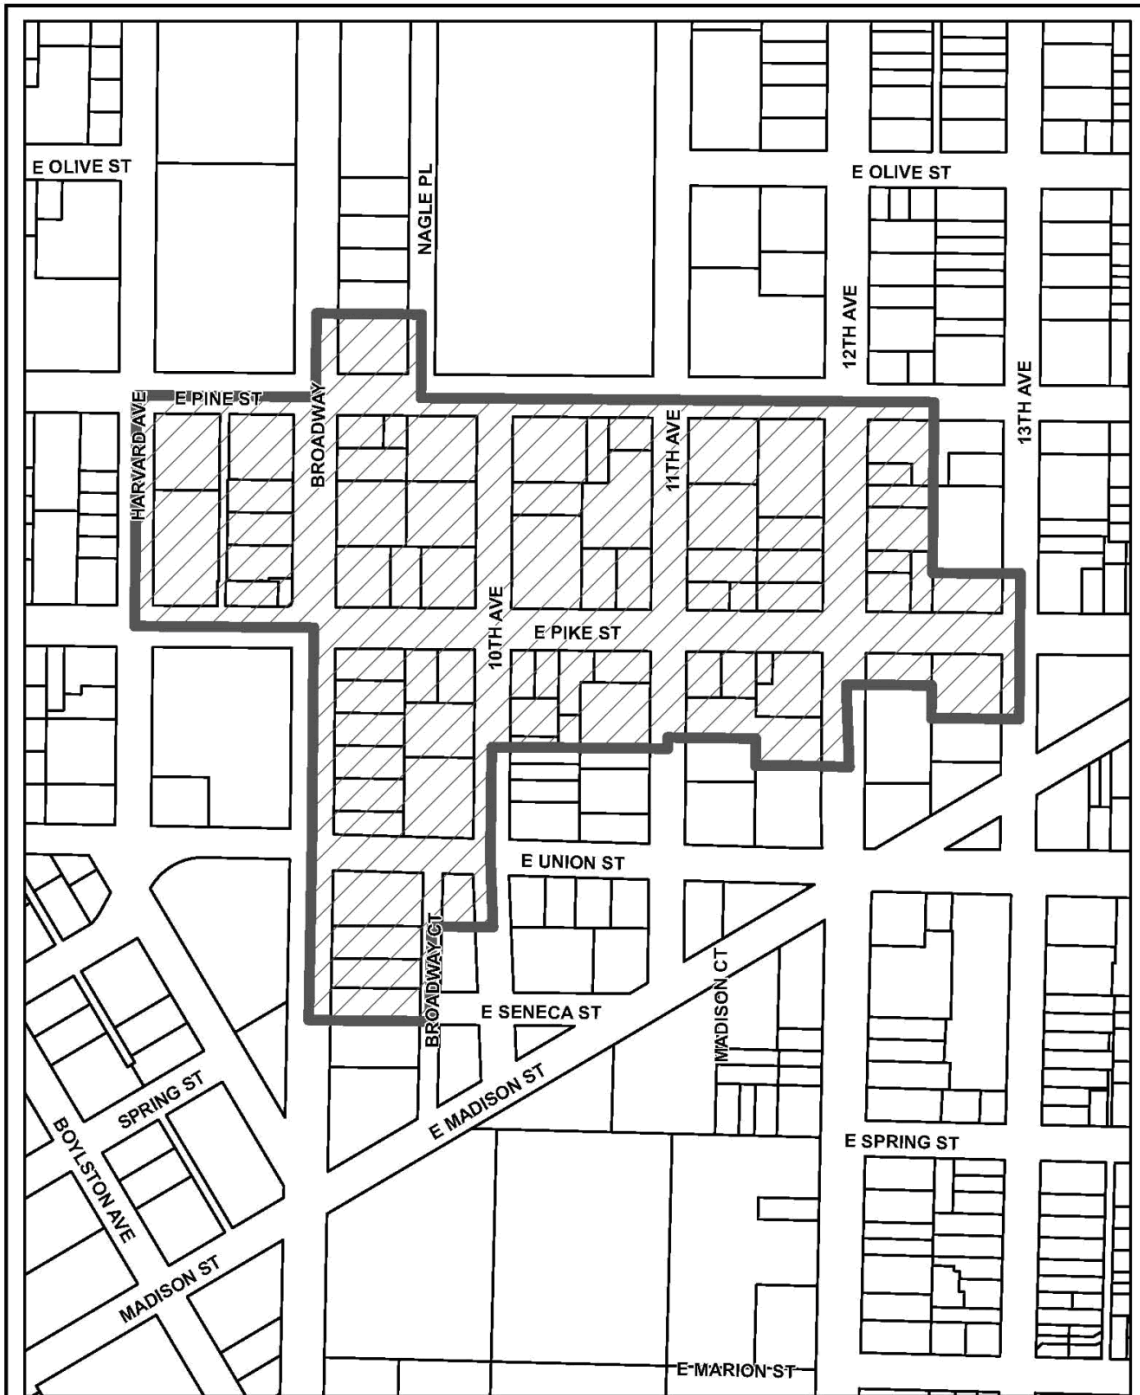 E OLIVE ST
E OLIVE ST
NAGLE PL
12TH AVE
13TH AVE
E PINE ST
HARVARD AVE
BROADWAY
11TH AVE
10TH AVE
E PIKE ST
E UNION ST
BROADWAY CT
E SENECA ST
MADISON CT
E MADISON ST
SPRING ST
BOYLSTON AVE
E SPRING ST
MADISON ST
E MARION ST